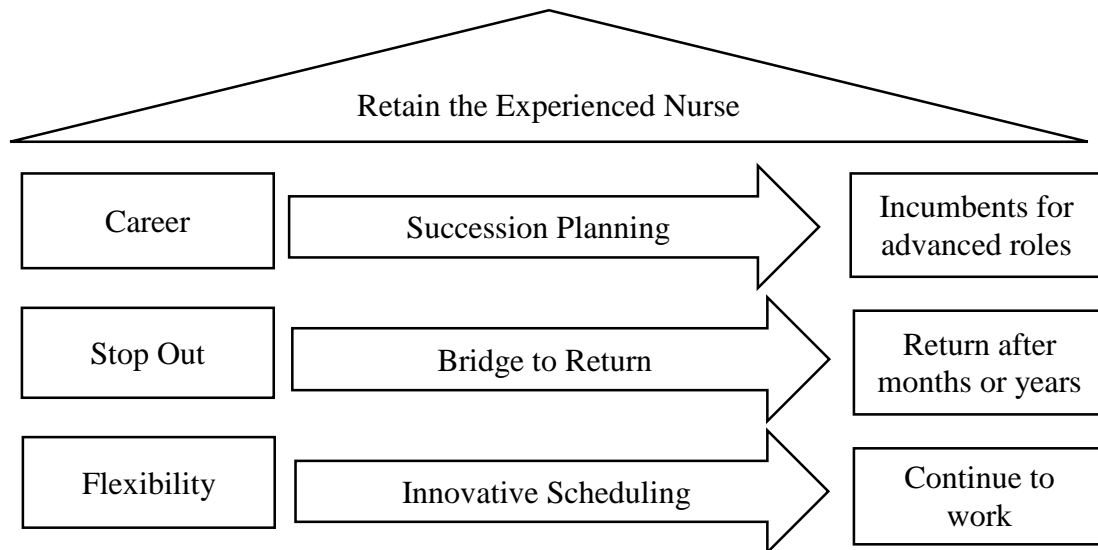 Retain the Experienced Nurse
Career
Succession Planning
Incumbents for
advanced roles
Stop Out
Bridge to Return
Return after
months or years
Flexibility
Innovative Scheduling
Continue to
work